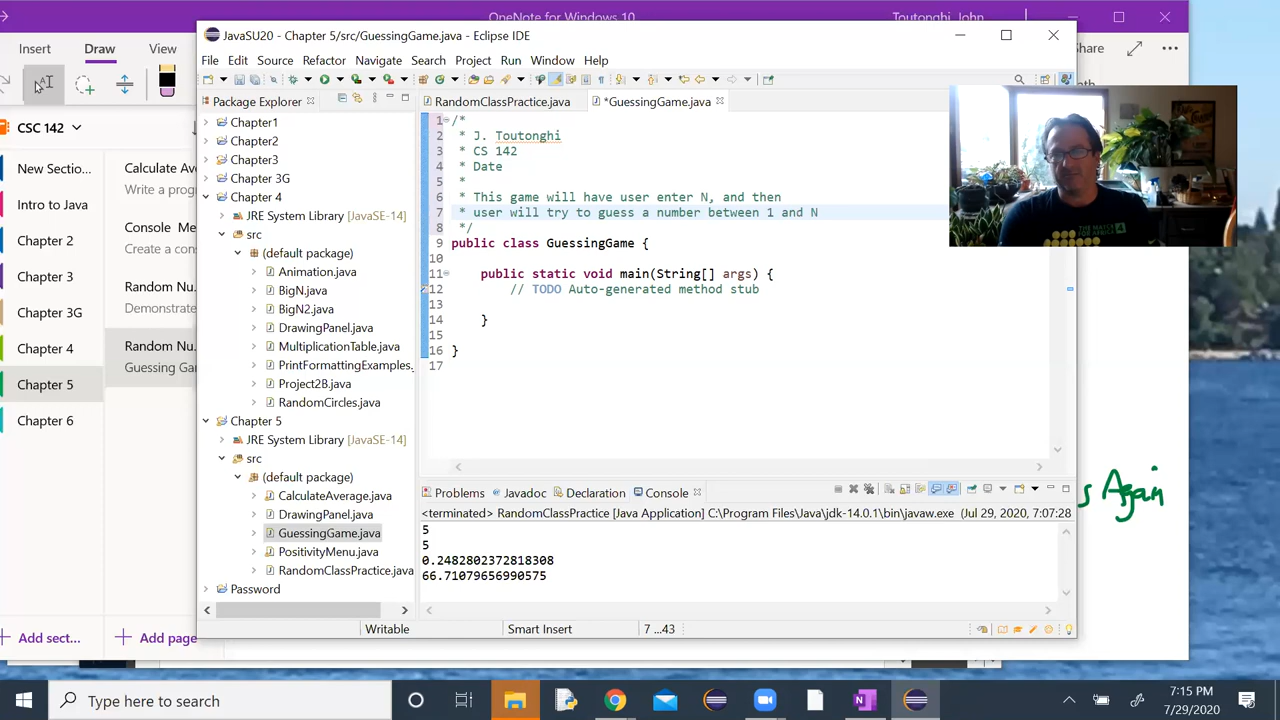 OneNote for Windows 10
Toutonghi, John
Insert
Draw
View
Share
CSC 142
New Sectio...
Intro to Java
Chapter 2
Chapter 3
Chapter 3G
Chapter 4
Chapter 5
Chapter 6
Add sect...
Calculate Av
Write a prog
Console Me
Create a cons
Random Nu.
Demonstrate
Random Nu...
Guessing Ga
Add page
JavaSU20 - Chapter 5/src/GuessingGame.java - Eclipse IDE
File Edit Source Refactor Navigate Search Project Run Window Help
Package Explorer
Chapter1
Chapter2
Chapter3
Chapter 3G
Chapter 4
JRE System Library [JavaSE-14]
src
(default package)
Animation.java
BigN.java
BigN2.java
DrawingPanel.java
MultiplicationTable.java
PrintFormattingExamples.
Project2B.java
RandomCircles.java
Chapter 5
JRE System Library [JavaSE-14]
src
(default package)
CalculateAverage.java
DrawingPanel.java
GuessingGame.java
PositivityMenu.java
RandomClassPractice.java
Password
RandomClassPractice.java
*GuessingGame.java
1 /*
2 * J. Toutonghi
3 * CS 142
4 * Date
5 *
6 * This game will have user enter N, and then
7 * user will try to guess a number between 1 and N
8 */
9 public class GuessingGame {
10
11 public static void main(String[] args) {
12 // TODO Auto-generated method stub
13
14 }
15
16 }
17
Problems Javadoc Declaration Console
<terminated> RandomClassPractice [Java Application] C:\Program Files\Java\jdk-14.0.1\bin\javaw.exe (Jul 29, 2020, 7:07:28
5
5
0.2482802372818308
66.71079656990575
Writable
Smart Insert
7 ...43
s Again
Type here to search
7:15 PM
7/29/2020